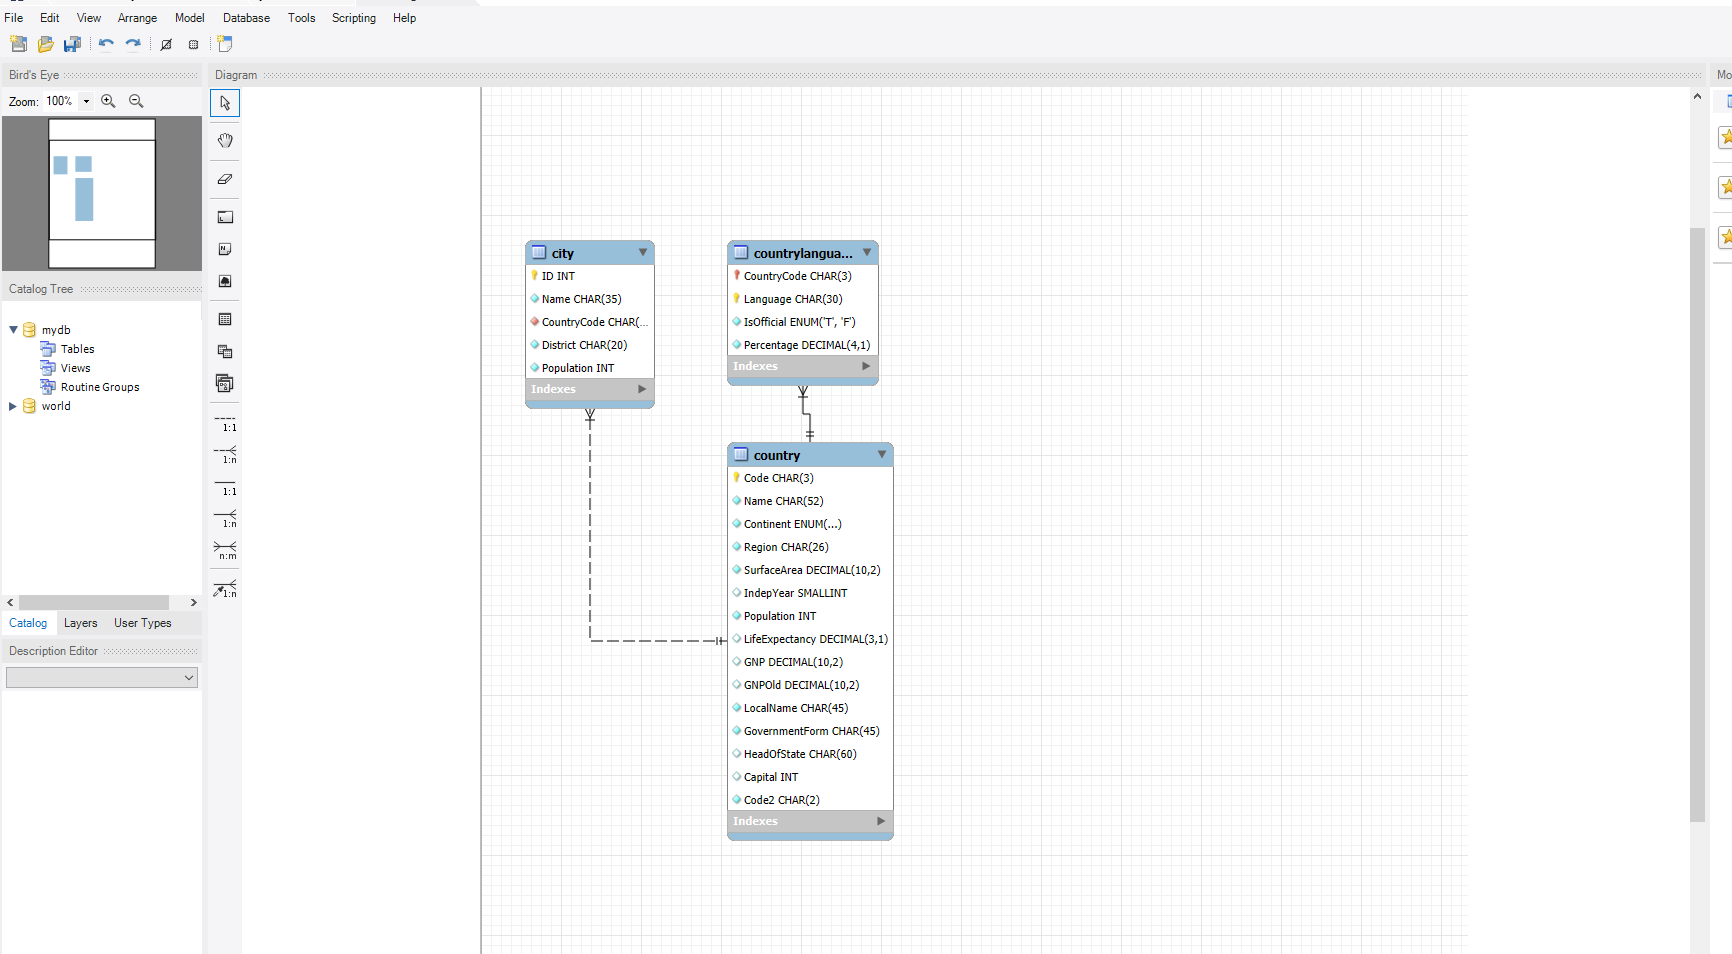 File Edit View Arrange Model Database Tools Scripting Help
Bird's Eye
Diagram
Mo
Zoom: 100%
Catalog Tree
mydb
Tables
Views
Routine Groups
world
Catalog Layers User Types
Description Editor
1:1
1:n
1:1
1:n
n:m
1:n
city
ID INT
Name CHAR(35)
CountryCode CHAR(...
District CHAR(20)
Population INT
Indexes
countrylangua...
CountryCode CHAR(3)
Language CHAR(30)
IsOfficial ENUM('T', 'F')
Percentage DECIMAL(4,1)
Indexes
country
Code CHAR(3)
Name CHAR(52)
Continent ENUM(...)
Region CHAR(26)
SurfaceArea DECIMAL(10,2)
IndepYear SMALLINT
Population INT
LifeExpectancy DECIMAL(3,1)
GNP DECIMAL(10,2)
GNPOld DECIMAL(10,2)
LocalName CHAR(45)
GovernmentForm CHAR(45)
HeadOfState CHAR(60)
Capital INT
Code2 CHAR(2)
Indexes